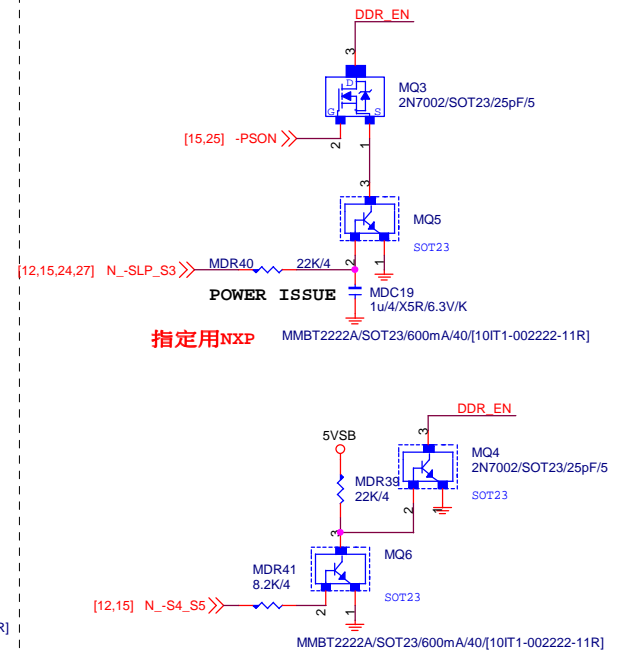 DDR_EN
3
D
G
S
MQ3
2N7002/SOT23/25pF/5
[15,25] -PSON
2
1
3
MQ5
SOT23
[12,15,24,27] N_-SLP_S3
MDR40
22K/4
2
1
POWER ISSUE
MDC19
1u/4/X5R/6.3V/K
指定用NXP
MMBT2222A/SOT23/600mA/40/[10IT1-002222-11R]
DDR_EN
5VSB
3
MQ4
2N7002/SOT23/25pF/5
MDR39
22K/4
SOT23
2
1
3
MQ6
MDR41
8.2K/4
SOT23
[12,15] N_-S4_S5
2
1
R]
MMBT2222A/SOT23/600mA/40/[10IT1-002222-11R]